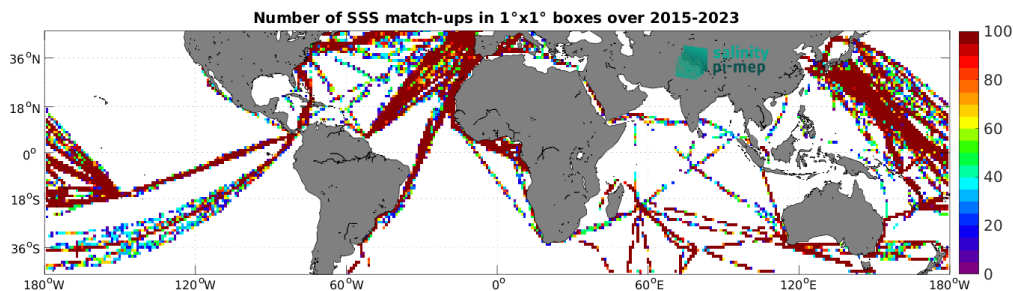 Number of SSS match-ups in 1°x1° boxes over 2015-2023
salinity
pi-mep
36°N
18°N
0°
18°S
36°S
180°W
120°W
60°W
0°
60°E
120°E
180°W
100
80
60
40
20
0